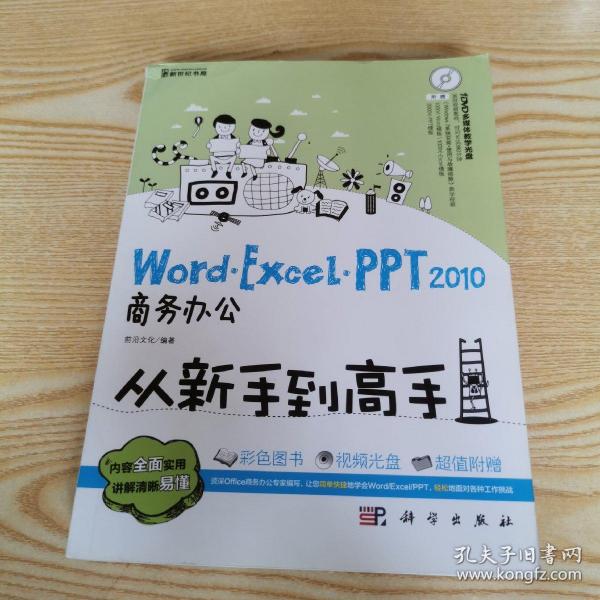 新世纪书局
附赠
1DVD多媒体教学光盘
Word·Excel·PPT 2010
商务办公
前沿文化/编著
从新手到高手
内容全面实用
讲解清晰易懂
彩色图书
视频光盘
超值附赠
资深Office商务办公专家编写，让您简单快捷地学会Word/Excel/PPT，轻松地面对各种工作挑战
科学出版社
孔夫子旧书网
www.kongfz.com